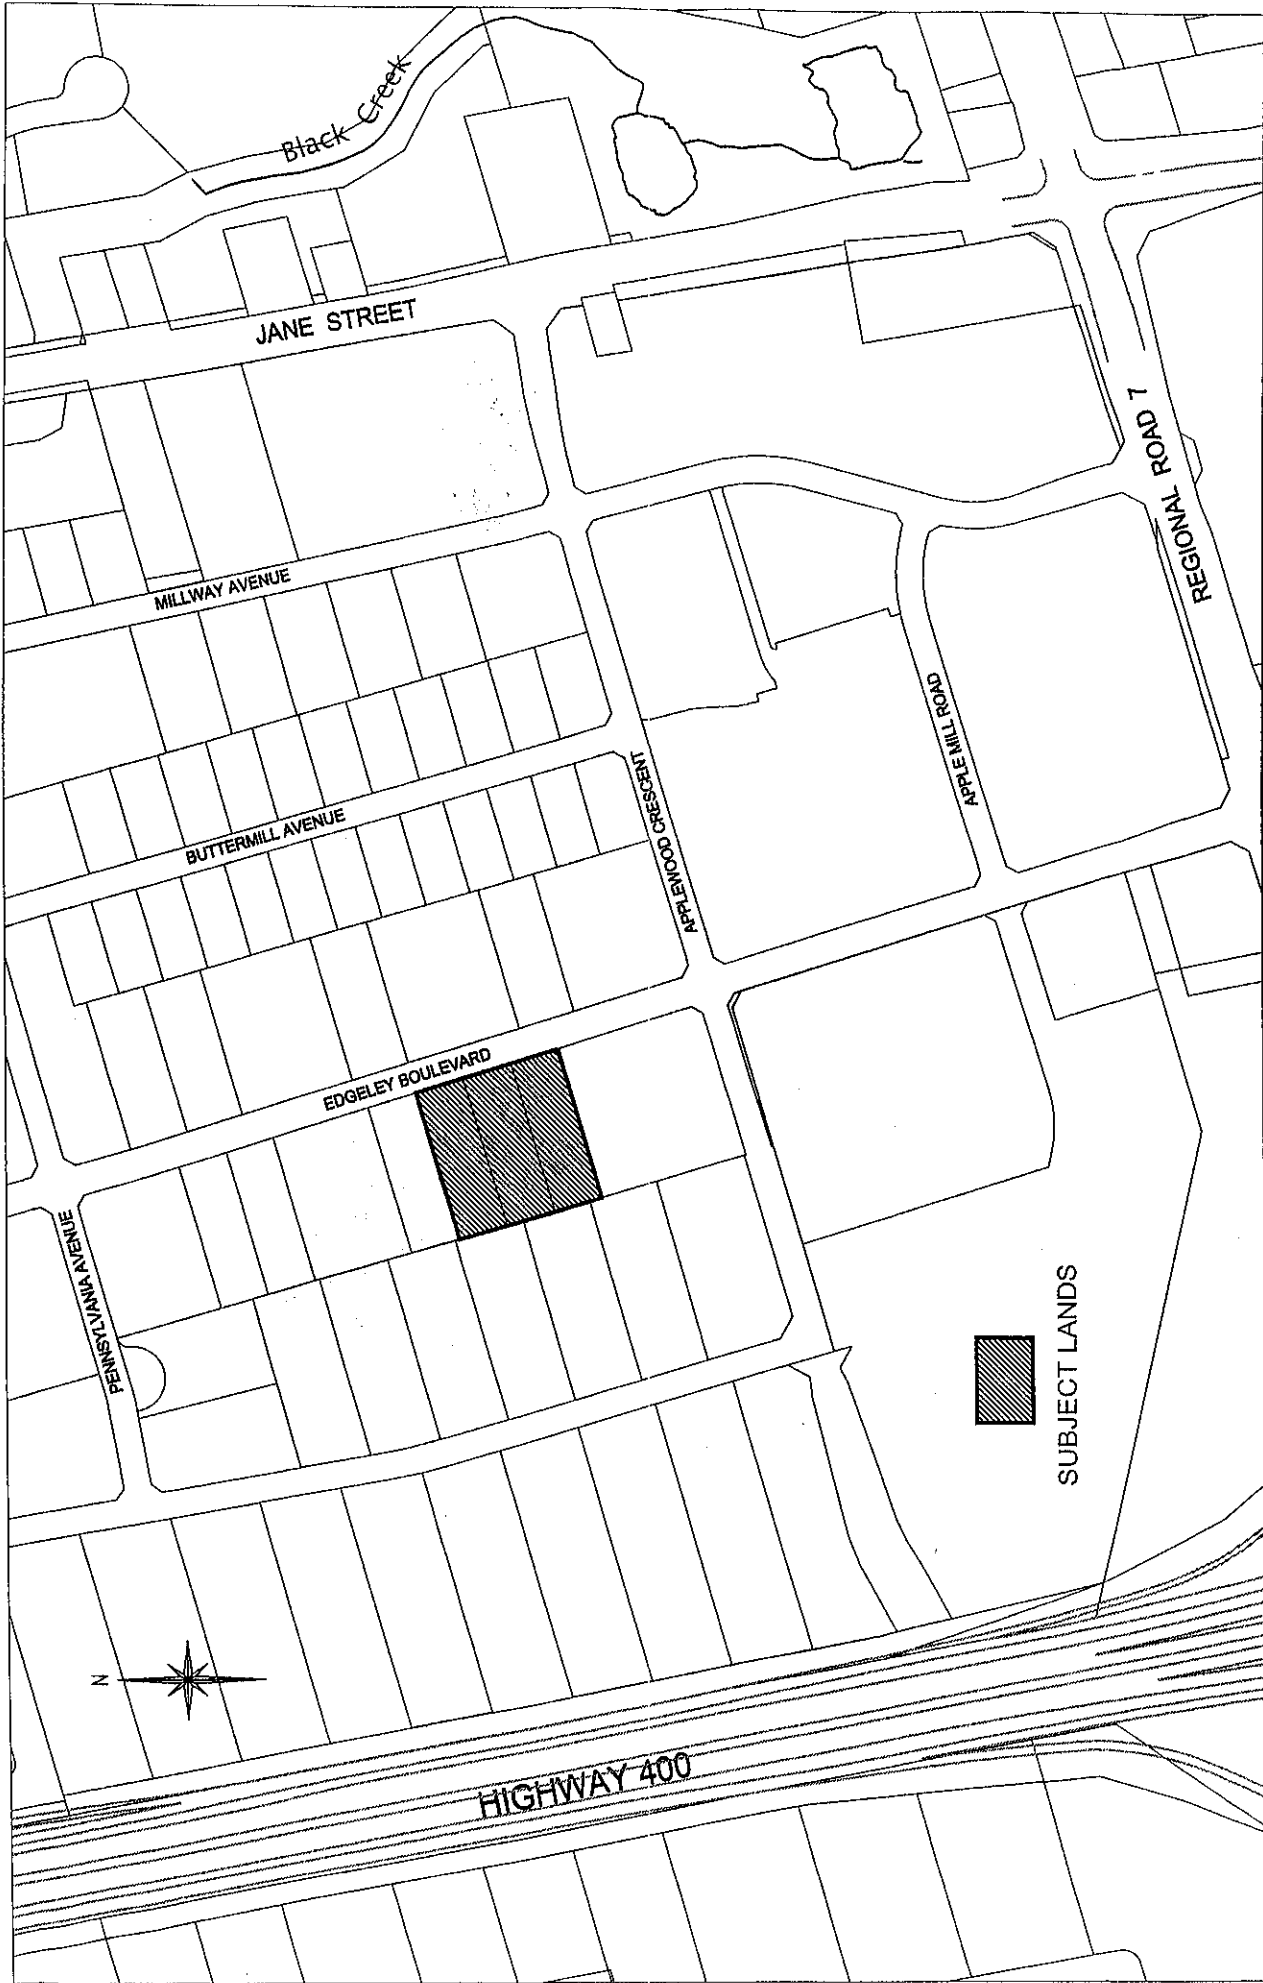 Black Creek
JANE STREET
MILLWAY AVENUE
BUTTERMILL AVENUE
APPLEWOOD CRESCENT
APPLE MILL ROAD
REGIONAL ROAD 7
EDGELEY BOULEVARD
PENNSYLVANIA AVENUE
SUBJECT LANDS
N
HIGHWAY 400